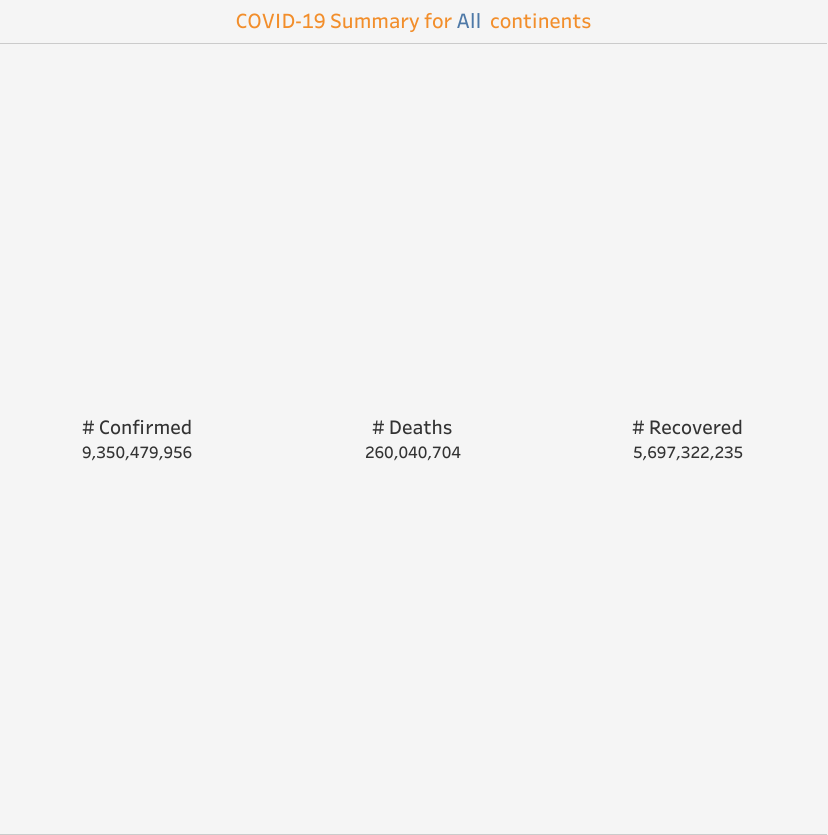 COVID-19 Summary for All continents
# Confirmed # Deaths # Recovered
9,350,479,956 260,040,704 5,697,322,235